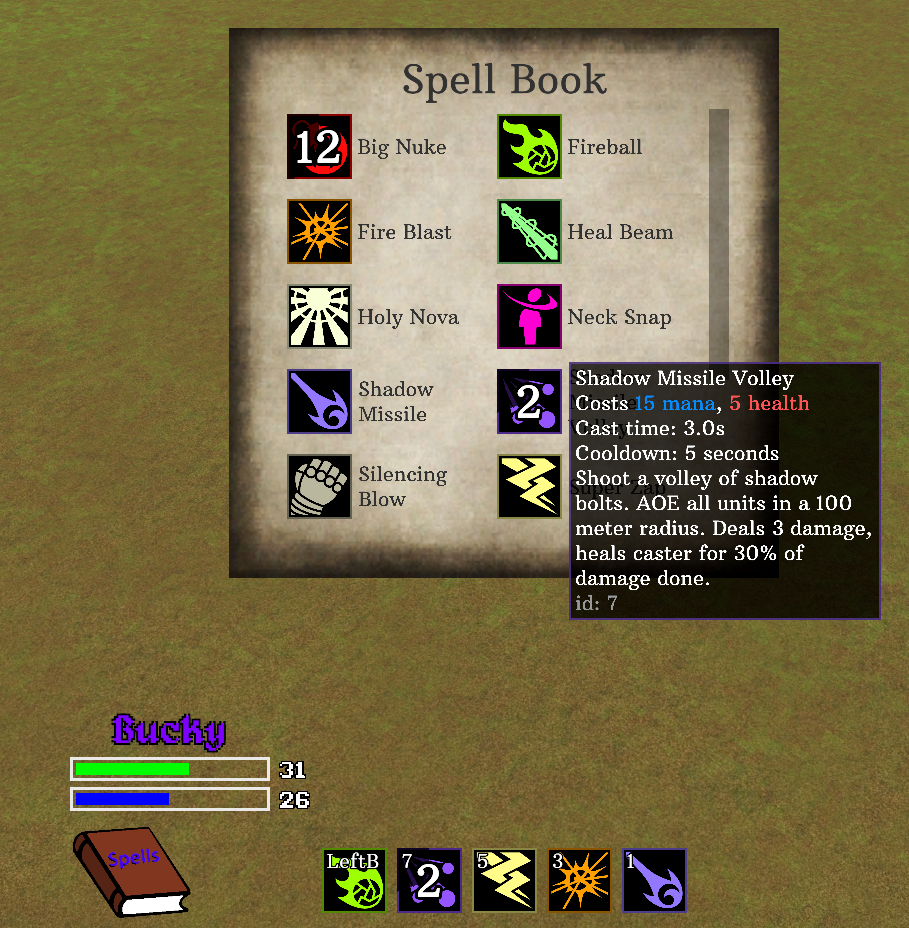 Spell Book
12
Big Nuke
Fireball
Fire Blast
Heal Beam
Holy Nova
Neck Snap
Shadow
Missile
2
Shadow Missile Volley
Costs 15 mana, 5 health
Cast time: 3.0s
Cooldown: 5 seconds
Shoot a volley of shadow
bolts. AOE all units in a 100
meter radius. Deals 3 damage,
heals caster for 30% of
damage done.
id: 7
Silencing
Blow
Super Zap
Bucky
31
26
Spells
LeftB
7
2
5
3
1